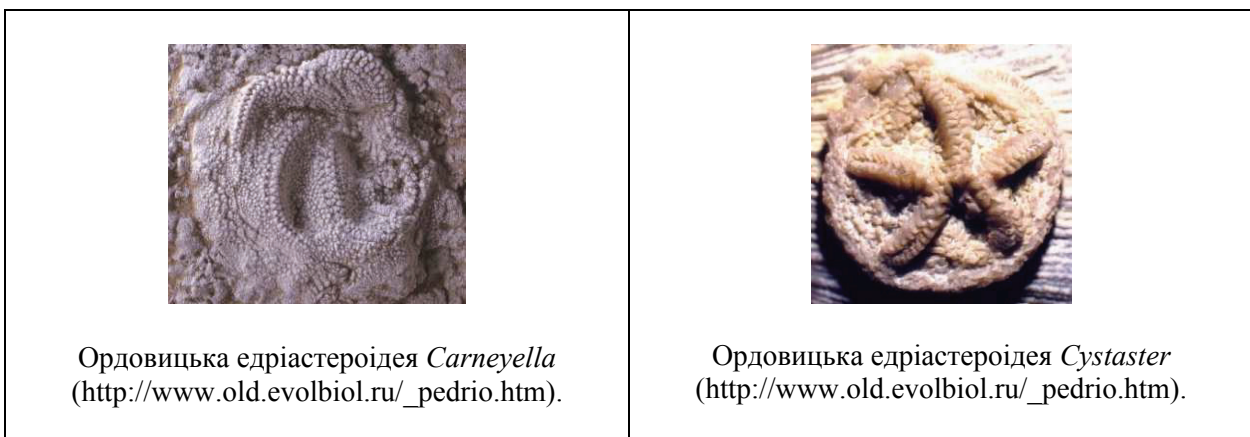 Ордовицька едріастероідея Carneyella
(http://www.old.evolbiol.ru/_pedrio.htm).
Ордовицька едріастероідея Cystaster
(http://www.old.evolbiol.ru/_pedrio.htm).